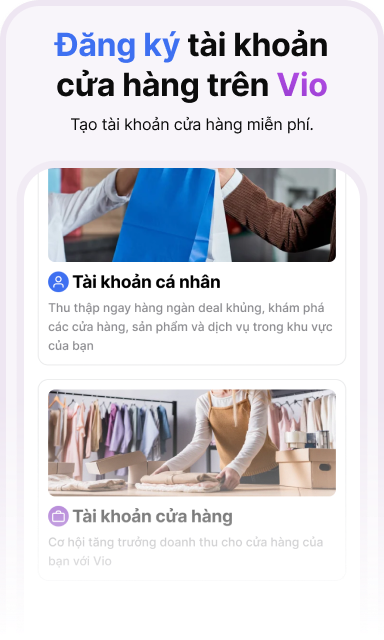 Đăng ký tài khoản
cửa hàng trên Vio
Tạo tài khoản cửa hàng miễn phí.
Tài khoản cá nhân
Thu thập ngay hàng ngàn deal khủng, khám phá
các cửa hàng, sản phẩm và dịch vụ trong khu vực
của bạn
Tài khoản cửa hàng
Cơ hội tăng trưởng doanh thu cho cửa hàng của
bạn với Vio